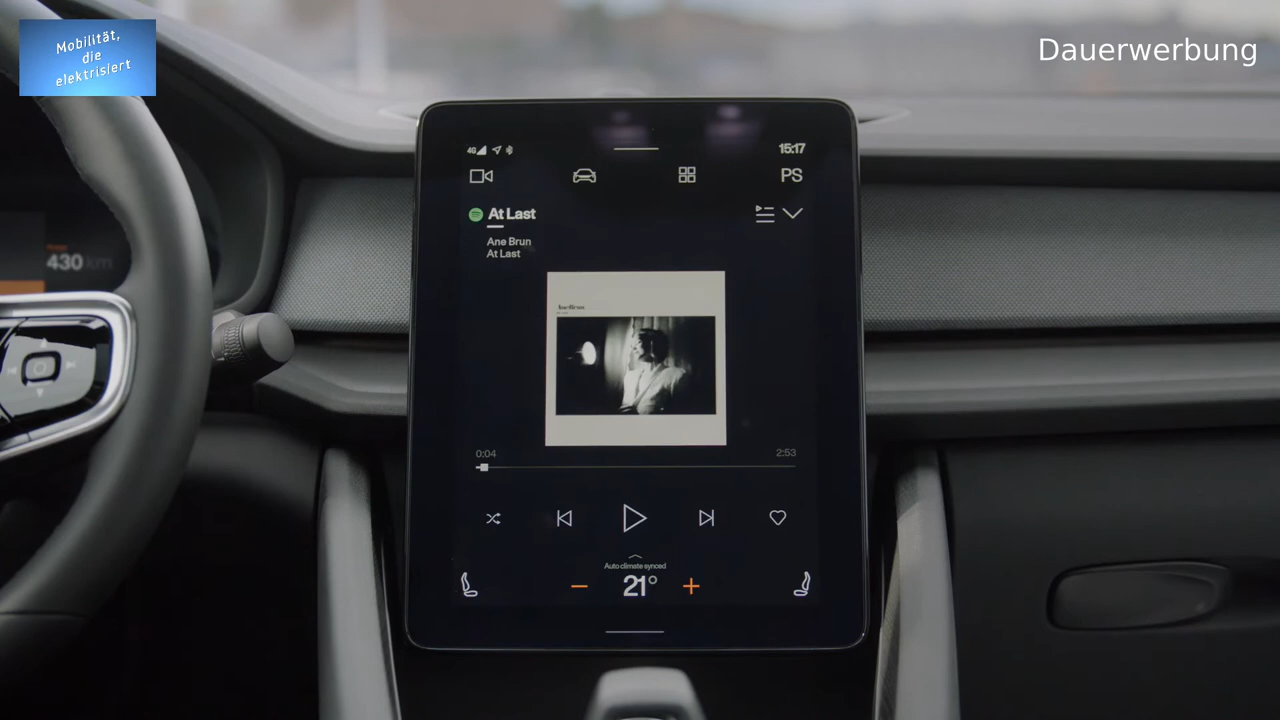 Mobilität,
die
elektrisiert
Dauerwerbung
4G
15:17
PS
At Last
Ane Brun
At Last
430 km
berlina
0:04
2:53
Auto climate synced
21°